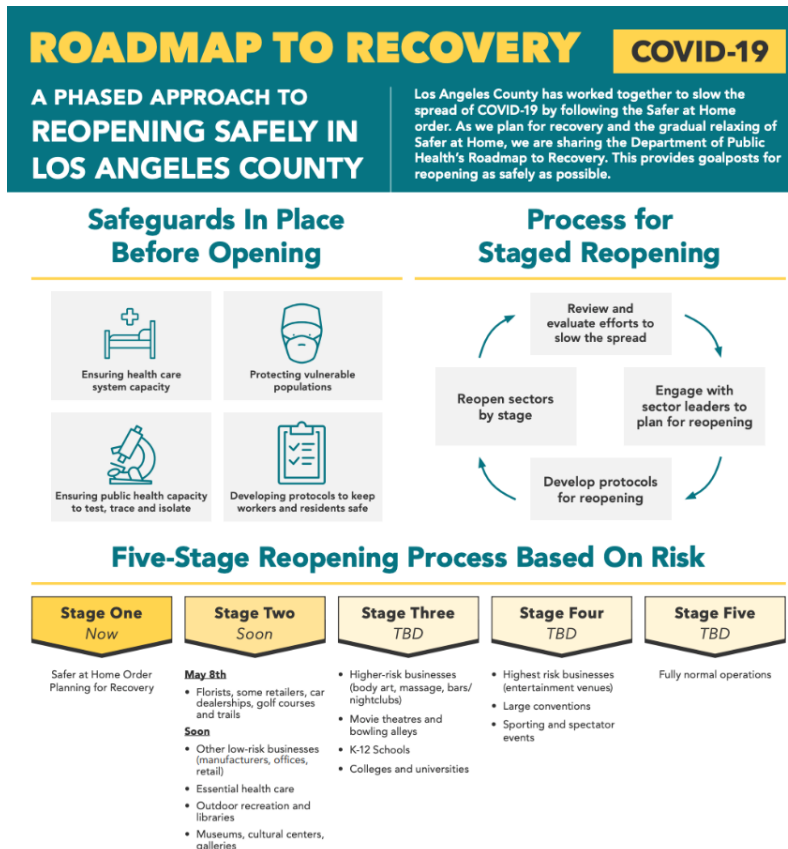 ROADMAP TO RECOVERY
COVID-19
A PHASED APPROACH TO
REOPENING SAFELY IN
LOS ANGELES COUNTY
Los Angeles County has worked together to slow the
spread of COVID-19 by following the Safer at Home
order. As we plan for recovery and the gradual relaxing of
Safer at Home, we are sharing the Department of Public
Health's Roadmap to Recovery. This provides goalposts for
reopening as safely as possible.
Safeguards In Place
Before Opening
Ensuring health care
system capacity
Protecting vulnerable
populations
Ensuring public health capacity
to test, trace and isolate
Developing protocols to keep
workers and residents safe
Process for
Staged Reopening
Review and
evaluate efforts to
slow the spread
Engage with
sector leaders to
plan for reopening
Develop protocols
for reopening
Reopen sectors
by stage
Five-Stage Reopening Process Based On Risk
Stage One
Now
Safer at Home Order
Planning for Recovery
Stage Two
Soon
May 8th
• Florists, some retailers, car
dealerships, golf courses
and trails
Soon
• Other low-risk businesses
(manufacturers, offices,
retail)
• Essential health care
• Outdoor recreation and
libraries
• Museums, cultural centers,
galleries
Stage Three
TBD
• Higher-risk businesses
(body art, massage, bars/
nightclubs)
• Movie theatres and
bowling alleys
• K-12 Schools
• Colleges and universities
Stage Four
TBD
• Highest risk businesses
(entertainment venues)
• Large conventions
• Sporting and spectator
events
Stage Five
TBD
Fully normal operations